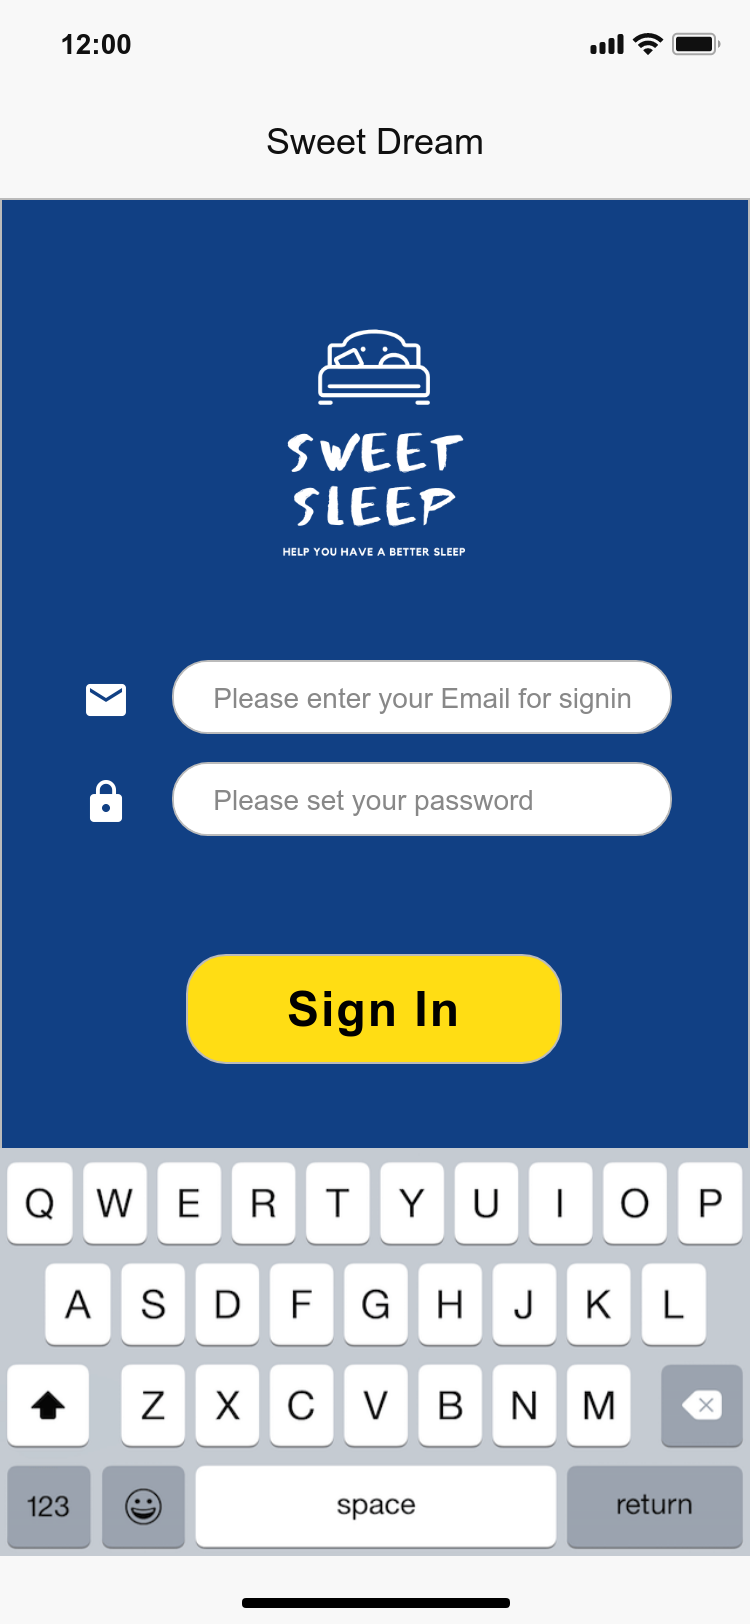 12:00
Sweet Dream
SWEET
SLEEP
HELP YOU HAVE A BETTER SLEEP
Please enter your Email for signin
Please set your password
Sign In
Q W E R T Y U I O P
A S D F G H J K L
Z X C V B N M
123 space return